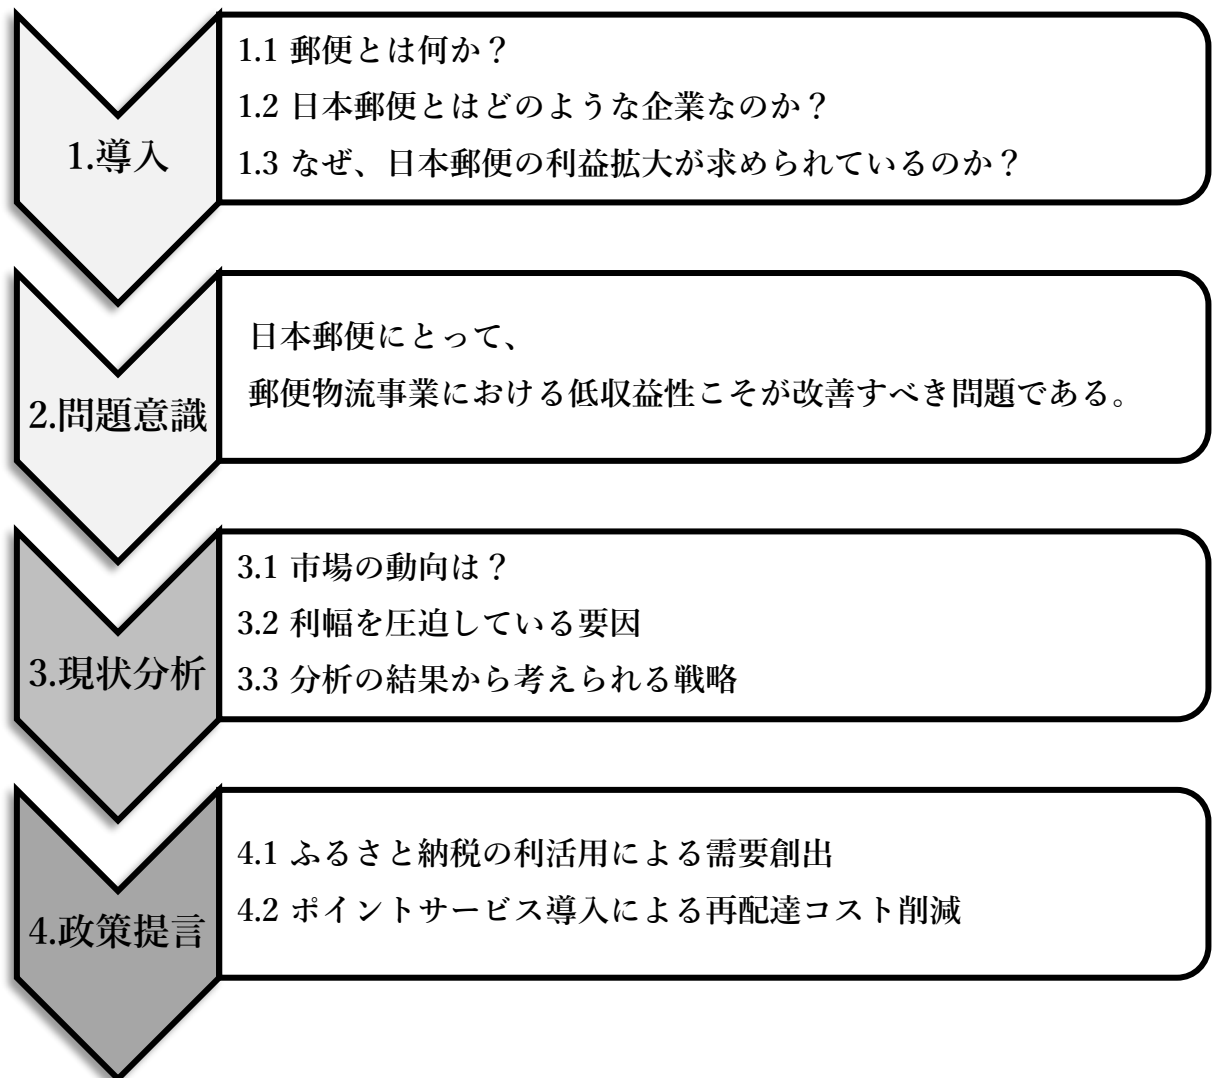 1.導入
1.1 郵便とは何か？
1.2 日本郵便とはどのような企業なのか？
1.3 なぜ、日本郵便の利益拡大が求められているのか？
2.問題意識
日本郵便にとって、
郵便物流事業における低収益性こそが改善すべき問題である。
3.現状分析
3.1 市場の動向は？
3.2 利幅を圧迫している要因
3.3 分析の結果から考えられる戦略
4.政策提言
4.1 ふるさと納税の利活用による需要創出
4.2 ポイントサービス導入による再配達コスト削減